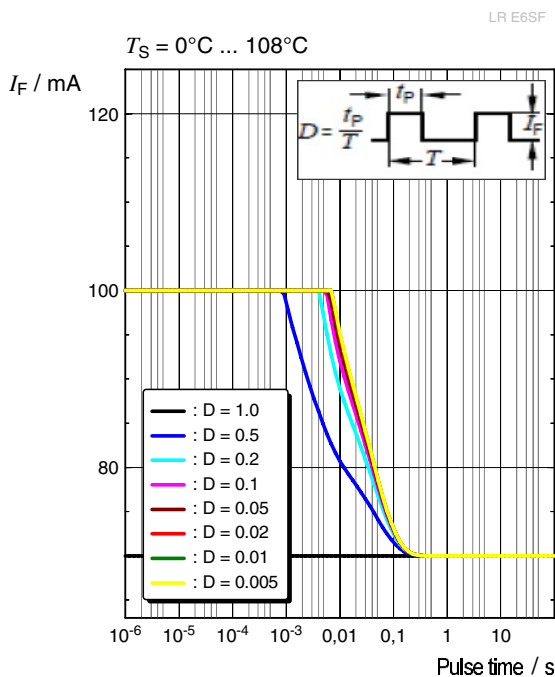 LR E6SF
T_S = 0°C ... 108°C
I_F / mA
D = t_P / T
t_P
T
I_F
120
100
80
: D = 1.0
: D = 0.5
: D = 0.2
: D = 0.1
: D = 0.05
: D = 0.02
: D = 0.01
: D = 0.005
10^-6 10^-5 10^-4 10^-3 0,01 0,1 1 10
Pulse time / s